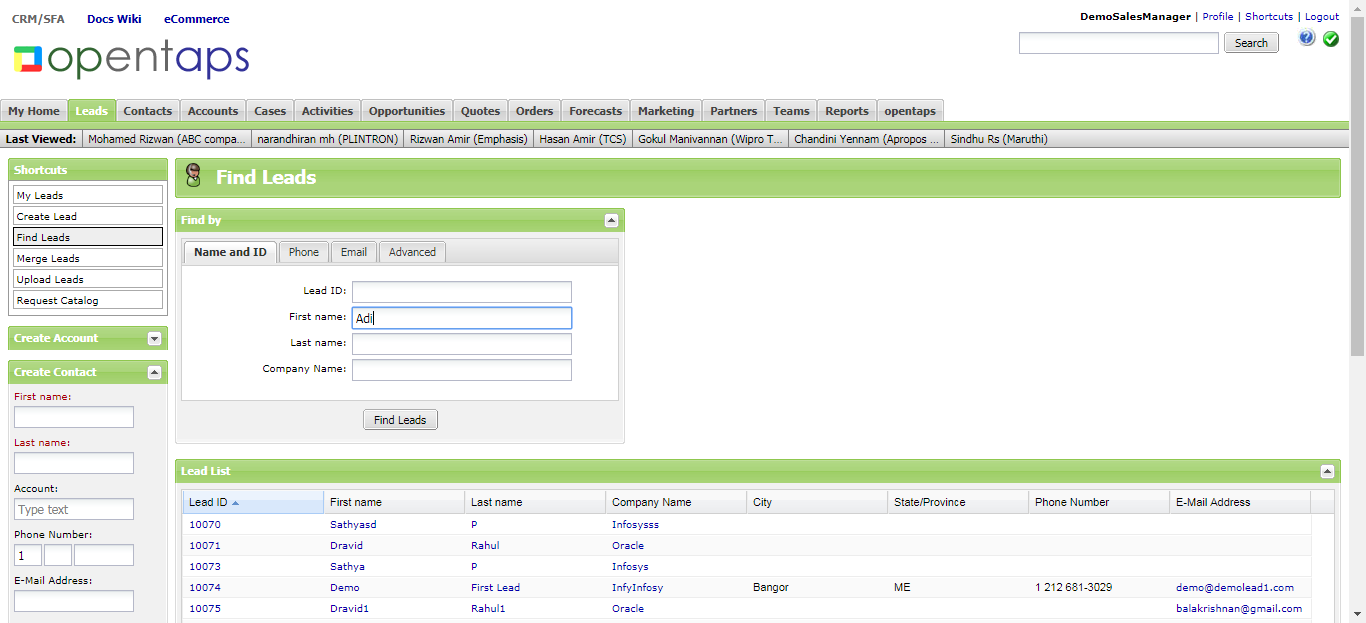 CRM/SFA Docs Wiki eCommerce
DemoSalesManager | Profile | Shortcuts | Logout
opentaps
Search
My Home Leads Contacts Accounts Cases Activities Opportunities Quotes Orders Forecasts Marketing Partners Teams Reports opentaps
Last Viewed: Mohamed Rizwan (ABC compa... narandhiran mh (PLINTRON) Rizwan Amir (Emphasis) Hasan Amir (TCS) Gokul Manivannan (Wipro T... Chandini Yennam (Apropos ... Sindhu Rs (Maruthi)
Shortcuts
My Leads
Create Lead
Find Leads
Merge Leads
Upload Leads
Request Catalog
Create Account
Create Contact
First name:
Last name:
Account:
Type text
Phone Number:
1
E-Mail Address:
Find Leads
Find by
Name and ID Phone Email Advanced
Lead ID:
First name: Adi
Last name:
Company Name:
Find Leads
Lead List
Lead ID First name Last name Company Name City State/Province Phone Number E-Mail Address
10070 Sathyasd P Infosysss
10071 Dravid Rahul Oracle
10073 Sathya P Infosys
10074 Demo First Lead InfyInfosy Bangor ME 1 212 681-3029 demo@demolead1.com
10075 Dravid1 Rahul1 Oracle balakrishnan@gmail.com